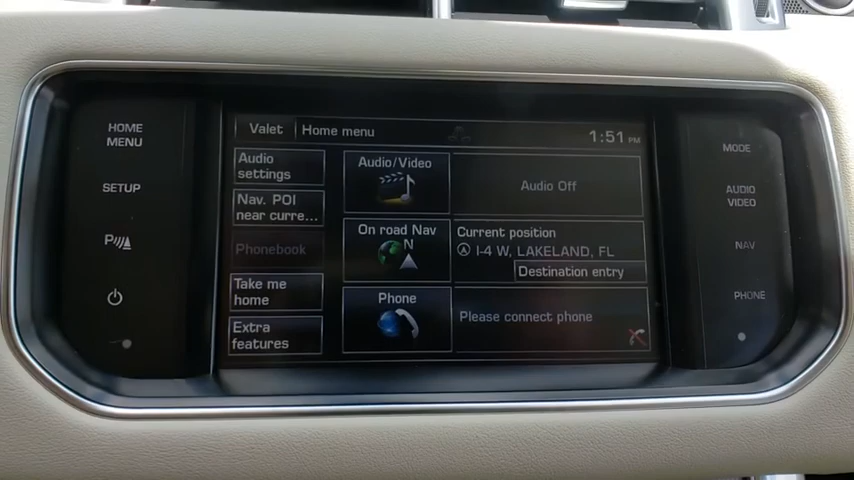 HOME
MENU
SETUP
P
Valet
Home menu
1:51 PM
Audio
settings
Nav. POI
near curre...
Phonebook
Take me
home
Extra
features
Audio/Video
Audio Off
On road Nav
N
Current position
I-4 W, LAKELAND, FL
Destination entry
Phone
Please connect phone
MODE
AUDIO
VIDEO
NAV
PHONE